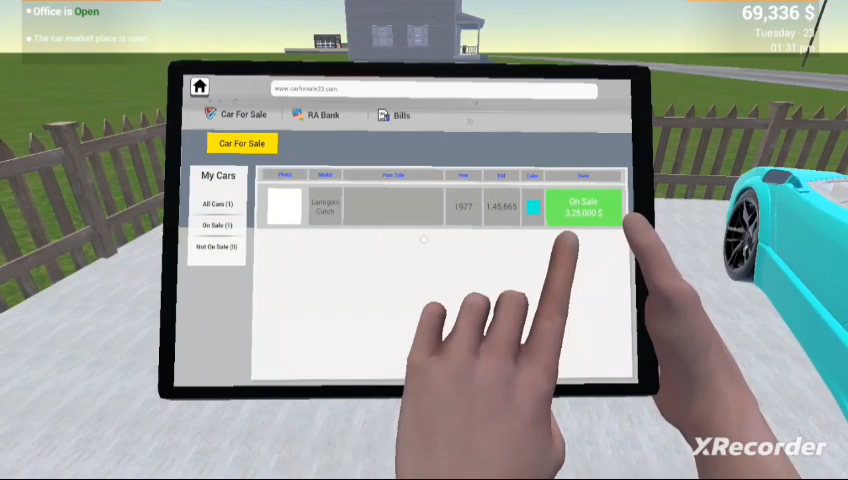 Office is Open
The car market place is open..
69,336 $
Tuesday - 23
01:31 pm
www.carforsale23.com
Car For Sale
RA Bank
Bills
Car For Sale
My Cars
All Cars (1)
On Sale (1)
Not On Sale (0)
Photo Model Post Title Year KM Color State
Cutch
1977
1,45,665
On Sale
3,25,000 $
XRecorder